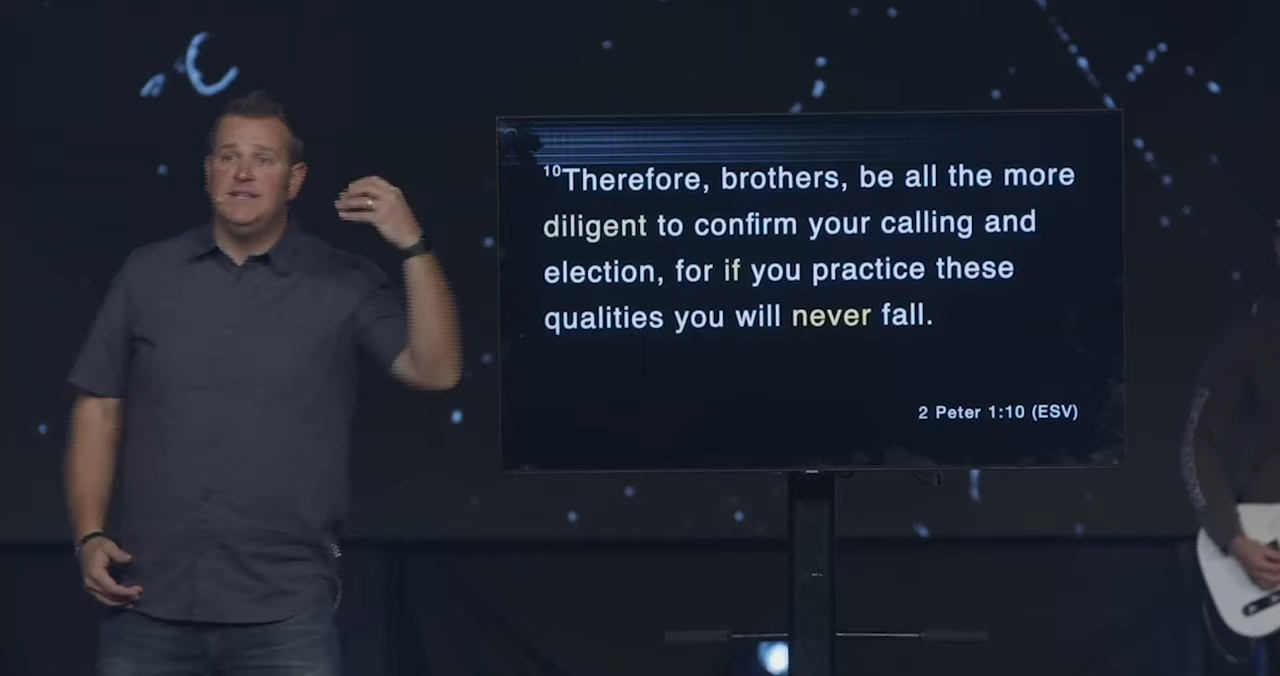 ¹⁰Therefore, brothers, be all the more
diligent to confirm your calling and
election, for if you practice these
qualities you will never fall.
2 Peter 1:10 (ESV)